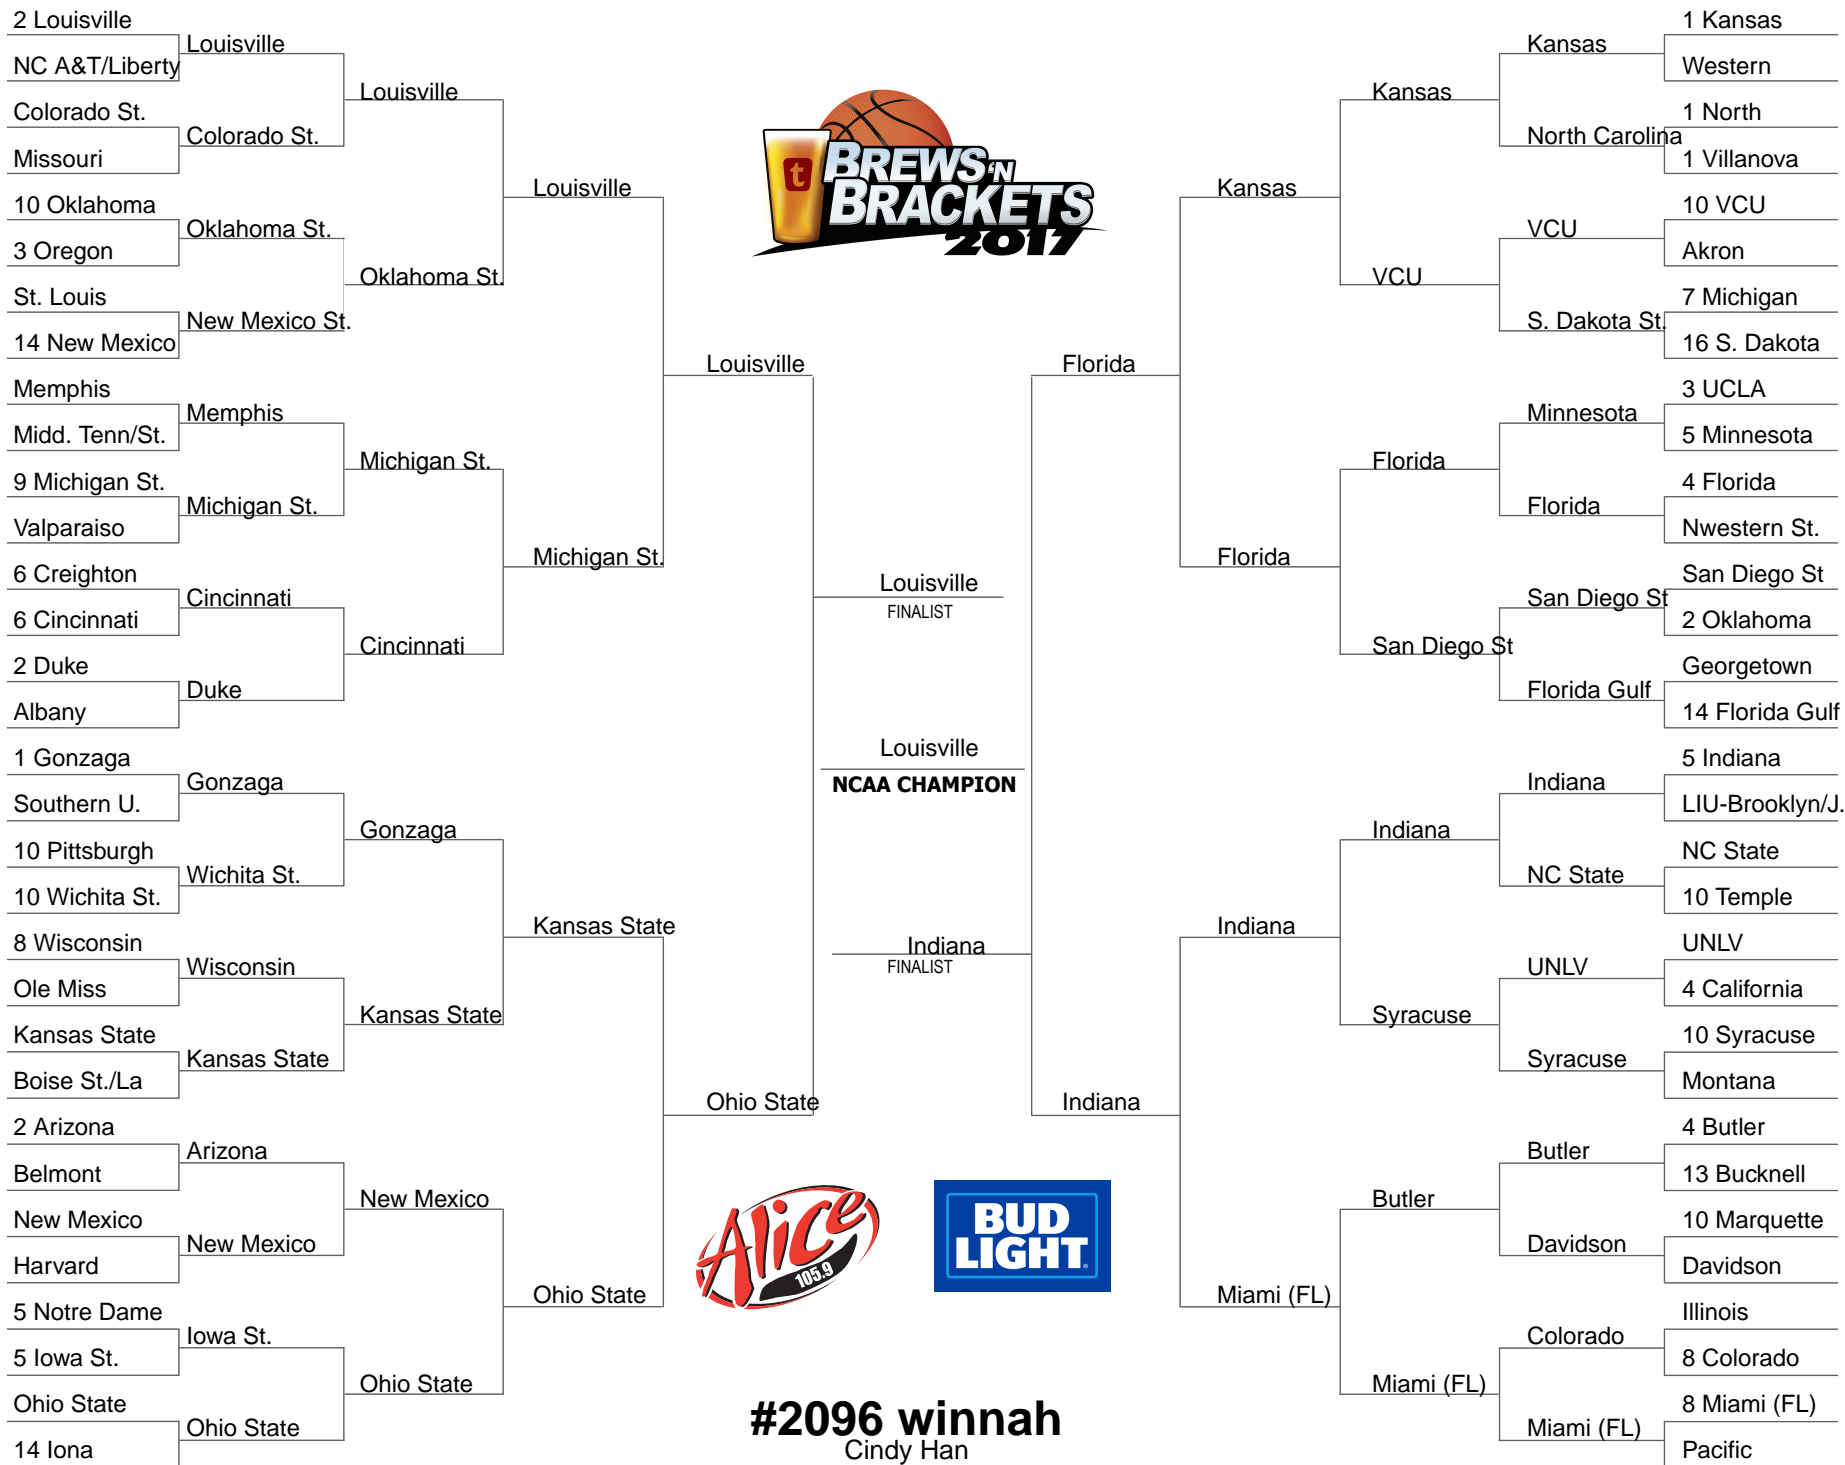 2 Louisville
NC A&T/Liberty
Colorado St.
Missouri
10 Oklahoma
3 Oregon
St. Louis
14 New Mexico
Memphis
Midd. Tenn/St.
9 Michigan St.
Valparaiso
6 Creighton
6 Cincinnati
2 Duke
Albany
1 Gonzaga
Southern U.
10 Pittsburgh
10 Wichita St.
8 Wisconsin
Ole Miss
Kansas State
Boise St./La
2 Arizona
Belmont
New Mexico
Harvard
5 Notre Dame
5 Iowa St.
Ohio State
14 Iona
Louisville
Colorado St.
Oklahoma St.
New Mexico St.
Memphis
Michigan St.
Cincinnati
Duke
Gonzaga
Wichita St.
Wisconsin
Kansas State
Arizona
New Mexico
Iowa St.
Ohio State
Louisville
Oklahoma St.
Michigan St.
Cincinnati
Gonzaga
Kansas State
New Mexico
Ohio State
Louisville
Michigan St.
Kansas State
Ohio State
Louisville
Ohio State
t
BREWS 'N
BRACKETS
2017
Louisville
FINALIST
Louisville
NCAA CHAMPION
Indiana
FINALIST
Alice
105.9
BUD
LIGHT
#2096 winnah
Cindy Han
Florida
Indiana
Kansas
Florida
Indiana
Miami (FL)
Kansas
VCU
Florida
San Diego St
Indiana
Syracuse
Butler
Miami (FL)
Kansas
North Carolina
VCU
S. Dakota St.
Minnesota
Florida
San Diego St
Florida Gulf
Indiana
NC State
UNLV
Syracuse
Butler
Davidson
Colorado
Miami (FL)
1 Kansas
Western
1 North
1 Villanova
10 VCU
Akron
7 Michigan
16 S. Dakota
3 UCLA
5 Minnesota
4 Florida
Nwestern St.
San Diego St
2 Oklahoma
Georgetown
14 Florida Gulf
5 Indiana
LIU-Brooklyn/J.
NC State
10 Temple
UNLV
4 California
10 Syracuse
Montana
4 Butler
13 Bucknell
10 Marquette
Davidson
Illinois
8 Colorado
8 Miami (FL)
Pacific